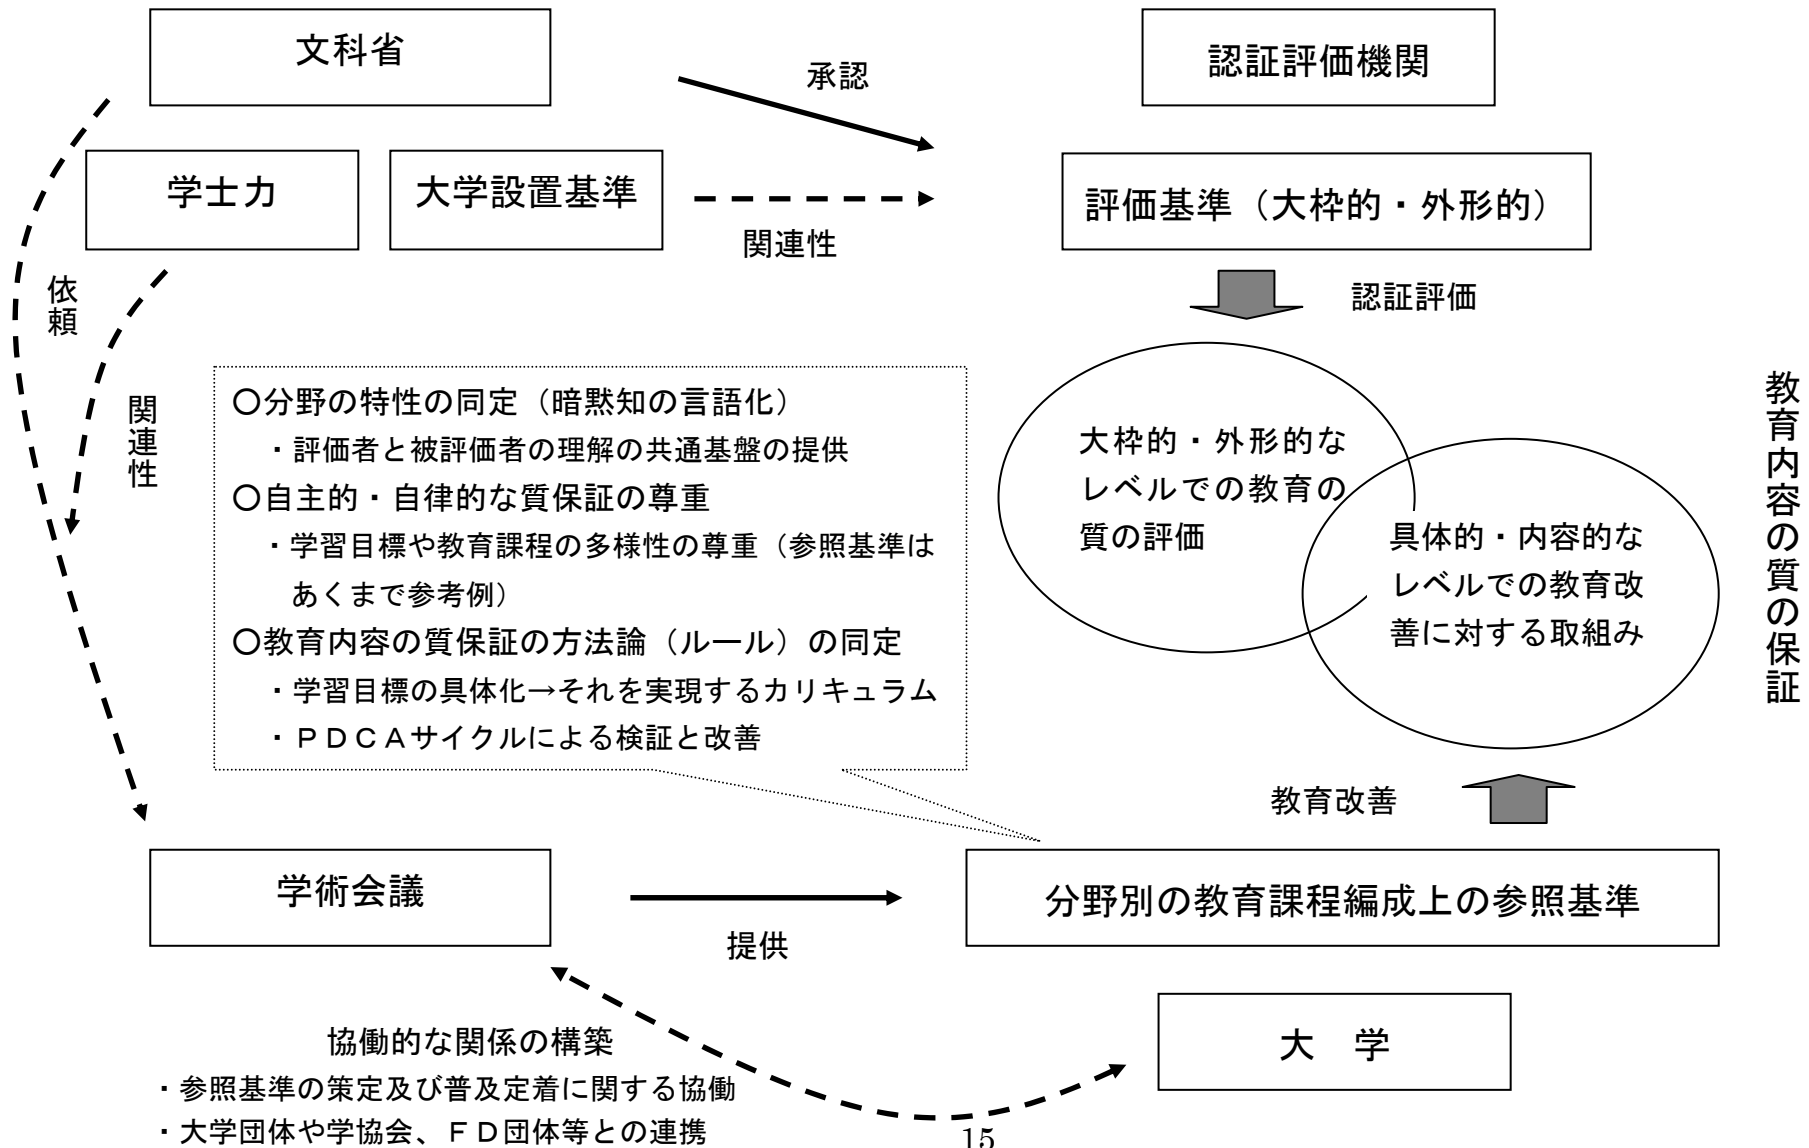 文科省
承認
認証評価機関
学士力
大学設置基準
関連性
評価基準（大枠的・外形的）
依頼
関連性
認証評価
〇分野の特性の同定（暗黙知の言語化）
・評価者と被評価者の理解の共通基盤の提供
〇自主的・自律的な質保証の尊重
・学習目標や教育課程の多様性の尊重（参照基準は
あくまで参考例）
〇教育内容の質保証の方法論（ルール）の同定
・学習目標の具体化→それを実現するカリキュラム
・ＰＤＣＡサイクルによる検証と改善
大枠的・外形的な
レベルでの教育の
質の評価
具体的・内容的な
レベルでの教育改
善に対する取組み
教育内容の質の保証
教育改善
学術会議
提供
分野別の教育課程編成上の参照基準
大　学
協働的な関係の構築
・参照基準の策定及び普及定着に関する協働
・大学団体や学協会、ＦＤ団体等との連携
15